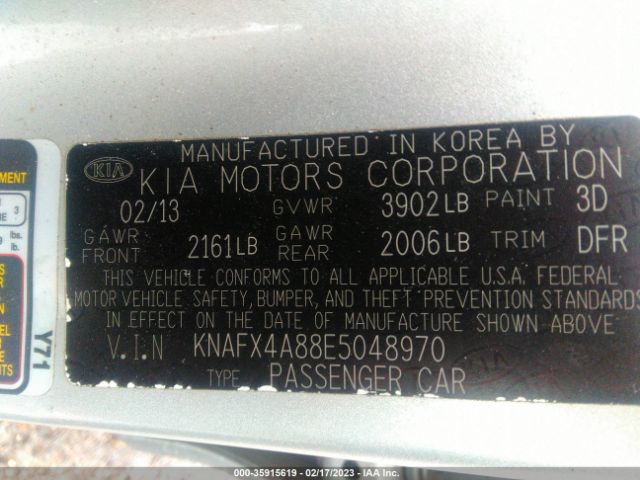 MANUFACTURED IN KOREA BY
KIA KIA MOTORS CORPORATION
02/13 GVWR 3902LB PAINT 3D
GAWR FRONT 2161LB GAWR REAR 2006LB TRIM DFR
THIS VEHICLE CONFORMS TO ALL APPLICABLE U.S.A. FEDERAL
MOTOR VEHICLE SAFETY, BUMPER, AND THEFT PREVENTION STANDARDS
IN EFFECT ON THE DATE OF MANUFACTURE SHOWN ABOVE.
V.I.N KNAFX4A88E5048970
TYPE PASSENGER CAR
Y71
3
lbs.
lb.
000-35915619 - 02/17/2023 - IAA Inc.